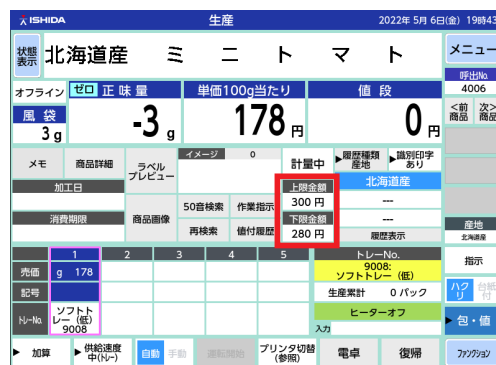 ISHIDA 生産 2022年 5月 6日(金) 19時43
状態表示 北海道産 ミニトマト メニュー
呼出No.
4006
オフライン ゼロ 正味量 単価100g当たり 値段
<前商品 次>商品
風袋
3 g -3 g 178 円 0 円
メモ 商品詳細 ラベルプレビュー イメージ 0 計量中 ▶履歴種類 産地 ▶識別印字 あり
加工日 上限金額 北海道産
300 円 ---
50音検索 作業指示
消費期限 商品画像 下限金額 ---
再検索 値付履歴 280 円 履歴表示
産地
北海道産
1 2 3 4 5 トレーNo.
売価 g 178 9008:
ソフトトレー (低)
指示
記号 生産累計 0 パック
ハクリ 台紙付
トレーNo. ソフトトレー (低) 9008 ヒーターオフ
入力
▶包・値
▶ 加算 ▶供給速度 中(トレー) 自動 手動 運転開始 プリンタ切替(参照) 電卓 復帰 ファンクション